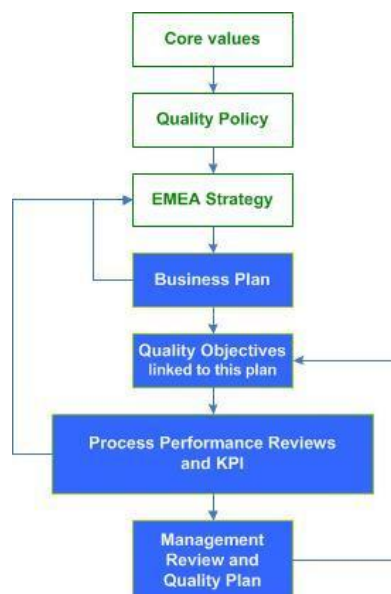 Core values
Quality Policy
EMEA Strategy
Business Plan
Quality Objectives
linked to this plan
Process Performance Reviews
and KPI
Management
Review and
Quality Plan